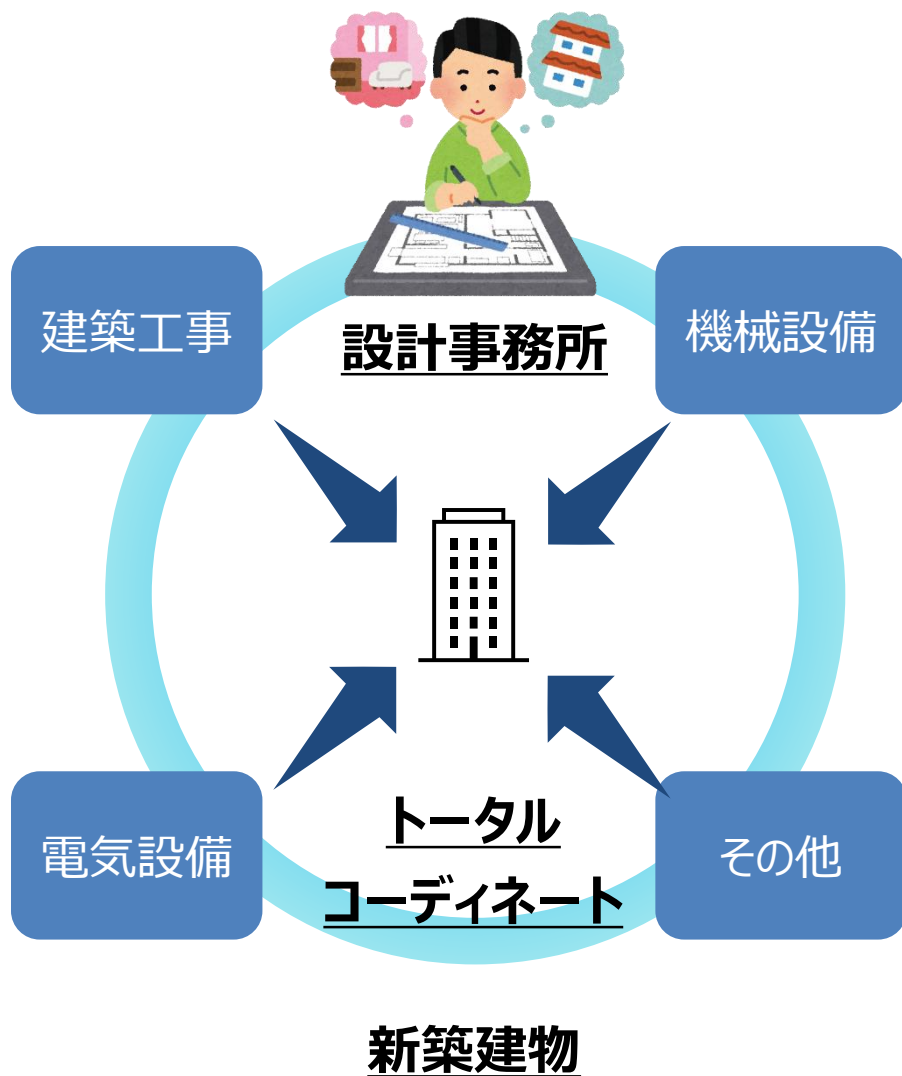 建築工事
機械設備
設計事務所
電気設備
その他
トータル
コーディネート
新築建物